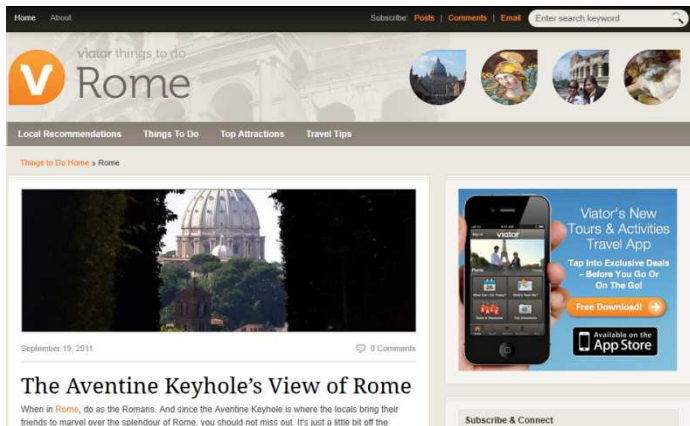 Home About
Subscribe: Posts | Comments | Email
Enter search keyword
viator things to do
Rome
Local Recommendations Things To Do Top Attractions Travel Tips
Things to Do Home » Rome
September 19, 2011
0 Comments
The Aventine Keyhole's View of Rome
When in Rome, do as the Romans. And since the Aventine Keyhole is where the locals bring their
friends to marvel over the splendour of Rome, you should not miss out. It's just a little bit off the
Viator's New
Tours & Activities
Travel App
Tap Into Exclusive Deals
– Before You Go Or
On The Go!
Free Download!
Available on the
App Store
viator
Paris
Subscribe & Connect